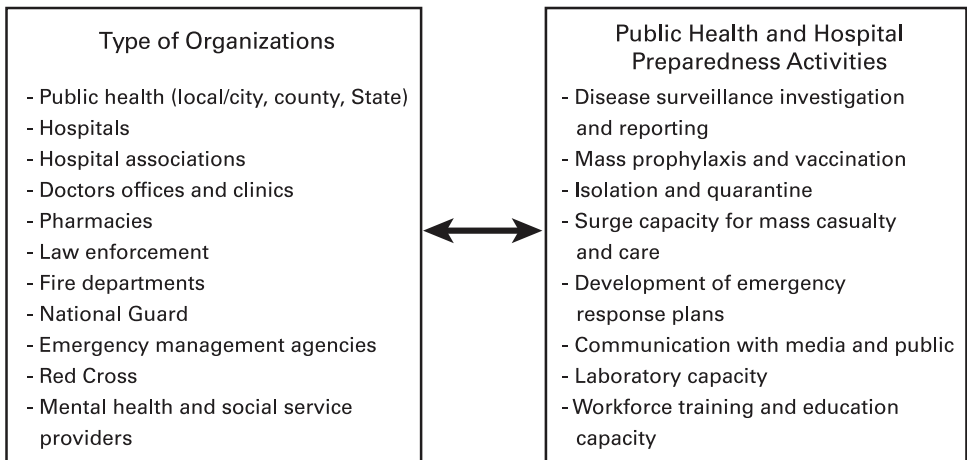 Type of Organizations
- Public health (local/city, county, State)
- Hospitals
- Hospital associations
- Doctors offices and clinics
- Pharmacies
- Law enforcement
- Fire departments
- National Guard
- Emergency management agencies
- Red Cross
- Mental health and social service
providers
Public Health and Hospital
Preparedness Activities
- Disease surveillance investigation
and reporting
- Mass prophylaxis and vaccination
- Isolation and quarantine
- Surge capacity for mass casualty
and care
- Development of emergency
response plans
- Communication with media and public
- Laboratory capacity
- Workforce training and education
capacity